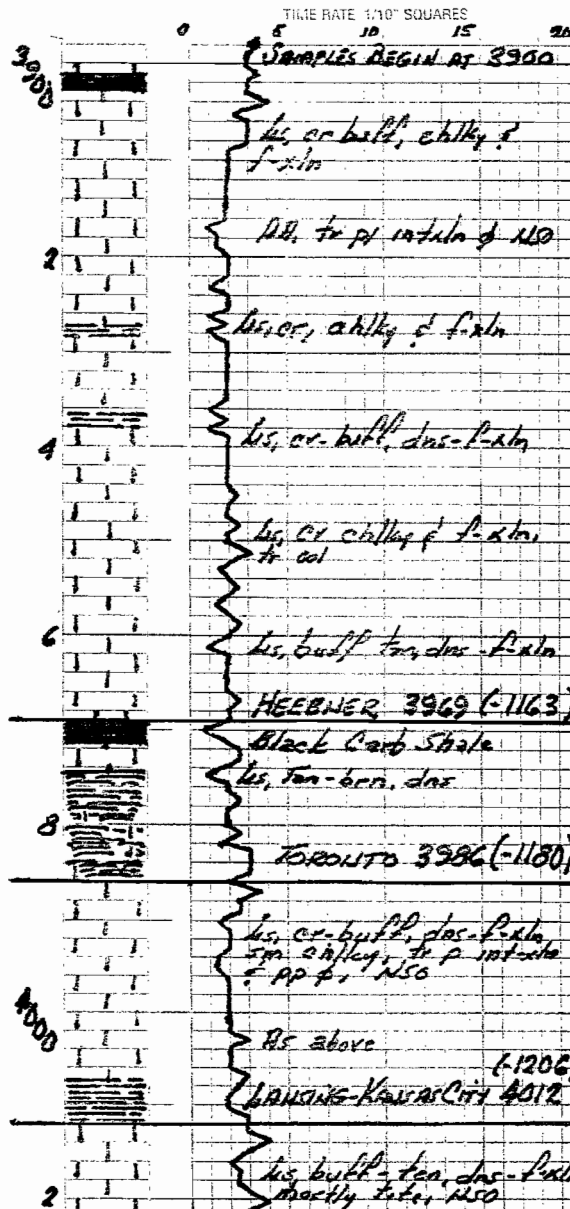 TIME RATE 1/10" SQUARES
0 5 10 15 20
3900
SAMPLES BEGIN AT 3900
Ls, cr-buff, chlky &
f-xln
AA, tr p/ intxln ϕ NSO
2
Ls, cr, chlky & f-xln
4
Ls, cr-buff, dns-f-xln
Ls, cr chlky & f-xln,
tr ool
6
Ls, buff tan, dns-f-xln
HEEBNER 3969 (-1163)
Black Carb Shale
Ls, Tan-brn, dns
8
TORONTO 3986 (-1180)
Ls, cr-buff, dns-f-xln
sm chlky, tr p int-xln
& pp ϕ, NSO
4000
As above
(-1206
LANSING-KANSAS CITY 4012
Ls, buff-tan, dns-f-xln
mostly tite, NSO
2